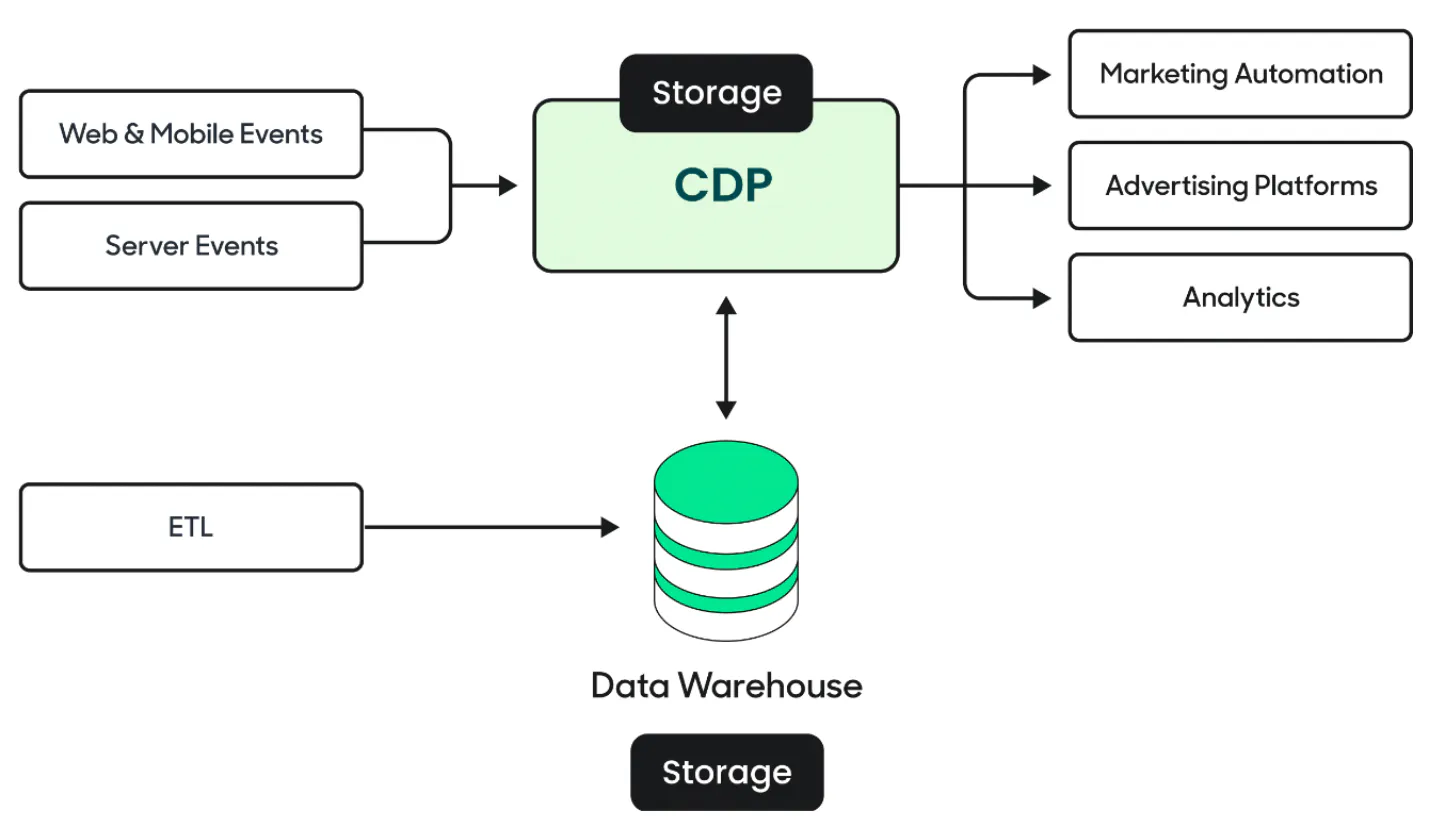 Storage
Web & Mobile Events
Server Events
CDP
Marketing Automation
Advertising Platforms
Analytics
ETL
Data Warehouse
Storage